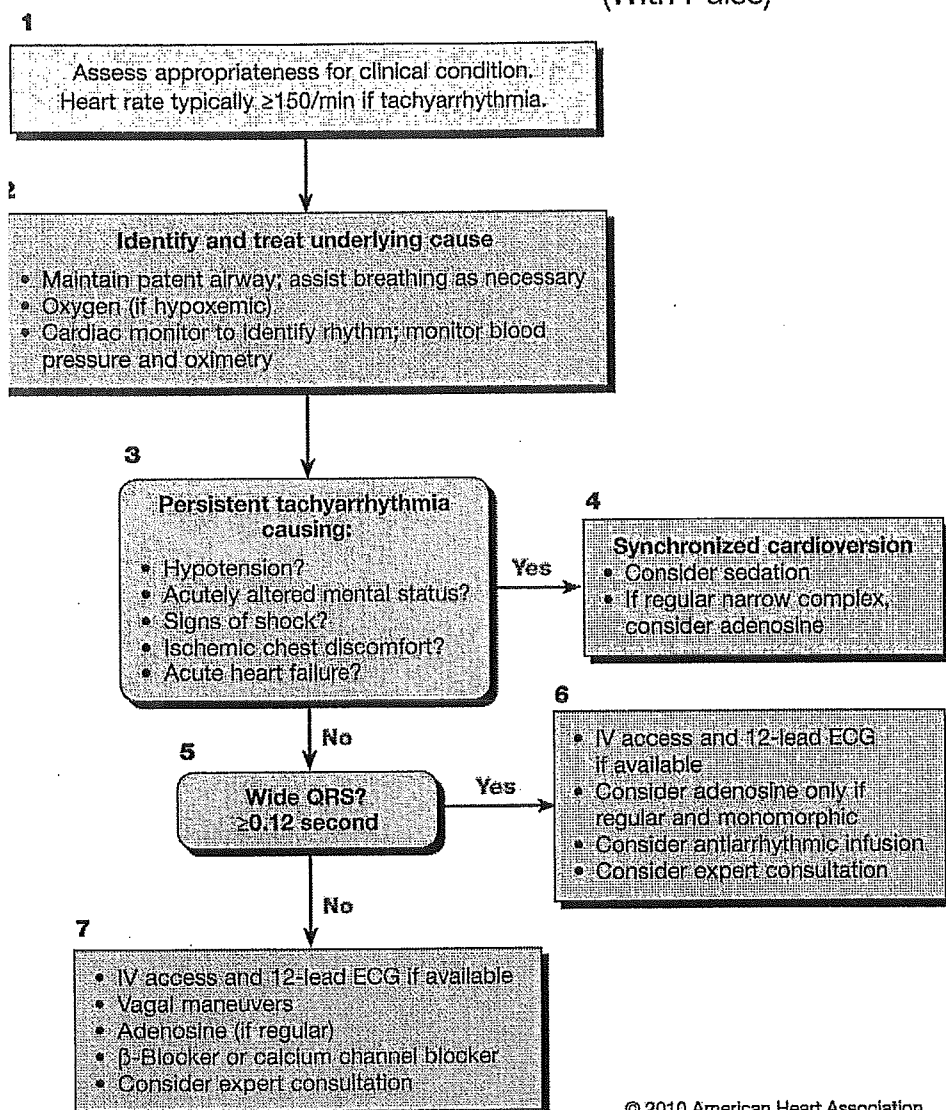 (With Pulse)
1
Assess appropriateness for clinical condition.
Heart rate typically ≥150/min if tachyarrhythmia.
2
Identify and treat underlying cause
• Maintain patent airway; assist breathing as necessary
• Oxygen (if hypoxemic)
• Cardiac monitor to identify rhythm; monitor blood
pressure and oximetry
3
Persistent tachyarrhythmia
causing:
• Hypotension?
• Acutely altered mental status?
• Signs of shock?
• Ischemic chest discomfort?
• Acute heart failure?
Yes
4
Synchronized cardioversion
• Consider sedation
• If regular narrow complex,
consider adenosine
No
5
Wide QRS?
≥0.12 second
Yes
6
• IV access and 12-lead ECG
if available
• Consider adenosine only if
regular and monomorphic
• Consider antiarrhythmic infusion
• Consider expert consultation
No
7
• IV access and 12-lead ECG if available
• Vagal maneuvers
• Adenosine (if regular)
• β-Blocker or calcium channel blocker
• Consider expert consultation
© 2010 American Heart Association